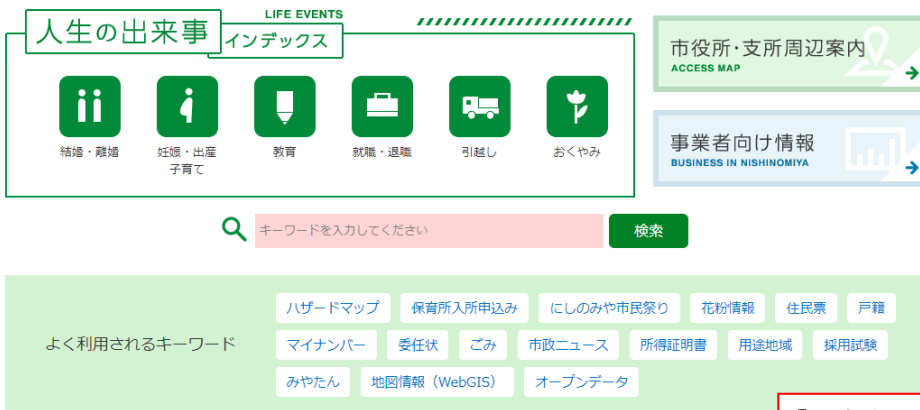 LIFE EVENTS
人生の出来事
インデックス
結婚・離婚
妊娠・出産
子育て
教育
就職・退職
引越し
おくやみ
市役所・支所周辺案内
ACCESS MAP
事業者向け情報
BUSINESS IN NISHINOMIYA
キーワードを入力してください
検索
よく利用されるキーワード
ハザードマップ 保育所入所申込み にしのみや市民祭り 花粉情報 住民票 戸籍
マイナンバー 委任状 ごみ 市政ニュース 所得証明書 用途地域 採用試験
みやたん 地図情報（WebGIS） オープンデータ